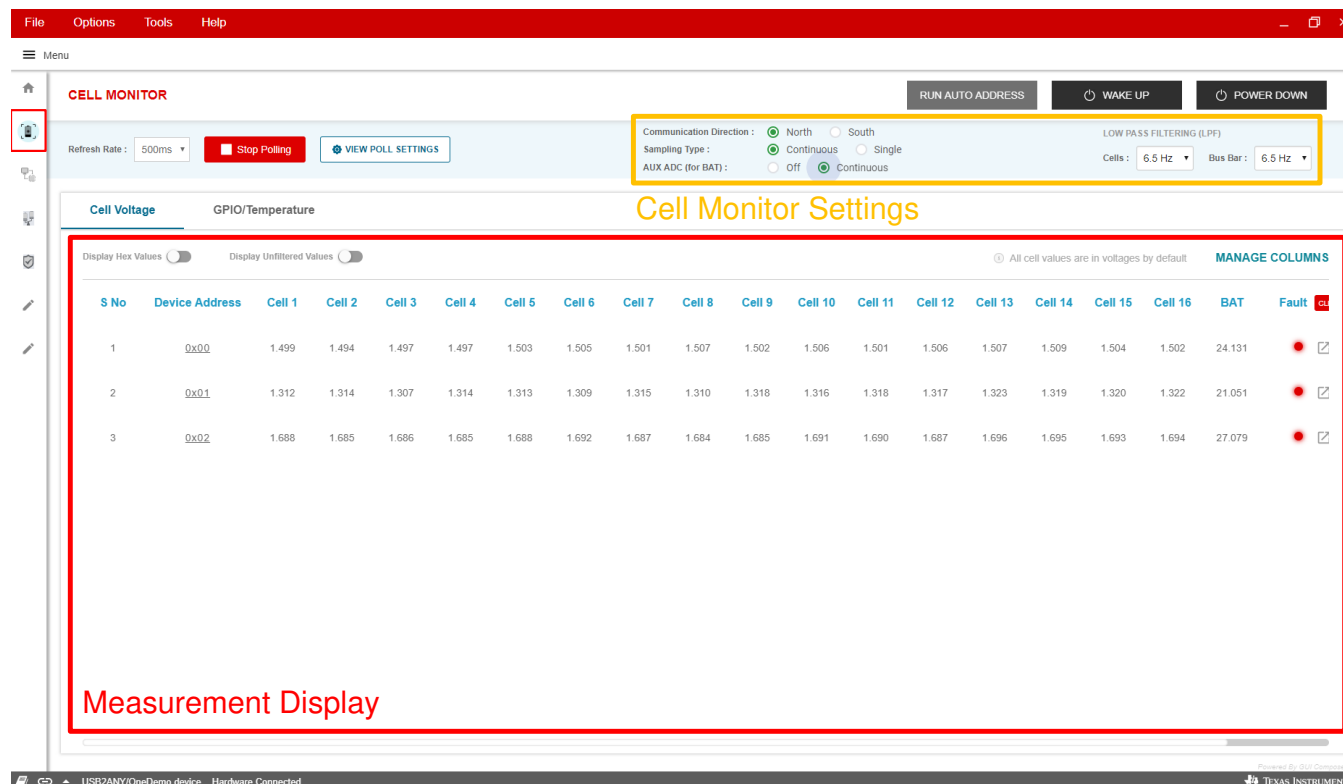 File Options Tools Help
Menu
CELL MONITOR RUN AUTO ADDRESS WAKE UP POWER DOWN
Communication Direction : North South LOW PASS FILTERING (LPF)
Refresh Rate : 500ms Stop Polling VIEW POLL SETTINGS Sampling Type : Continuous Single Cells : 6.5 Hz Bus Bar : 6.5 Hz
AUX ADC (for BAT) : Off Continuous
Cell Voltage GPIO/Temperature Cell Monitor Settings
Display Hex Values Display Unfiltered Values All cell values are in voltages by default MANAGE COLUMNS
S No Device Address Cell 1 Cell 2 Cell 3 Cell 4 Cell 5 Cell 6 Cell 7 Cell 8 Cell 9 Cell 10 Cell 11 Cell 12 Cell 13 Cell 14 Cell 15 Cell 16 BAT Fault
1 0x00 1.499 1.494 1.497 1.497 1.503 1.505 1.501 1.507 1.502 1.506 1.501 1.506 1.507 1.509 1.504 1.502 24.131
2 0x01 1.312 1.314 1.307 1.314 1.313 1.309 1.315 1.310 1.318 1.316 1.318 1.317 1.323 1.319 1.320 1.322 21.051
3 0x02 1.688 1.685 1.686 1.685 1.688 1.692 1.687 1.684 1.685 1.691 1.690 1.687 1.696 1.695 1.693 1.694 27.079
Measurement Display
Powered By GUI Compos
USB2ANY/OneDemo device Hardware Connected TEXAS INSTRUMEN